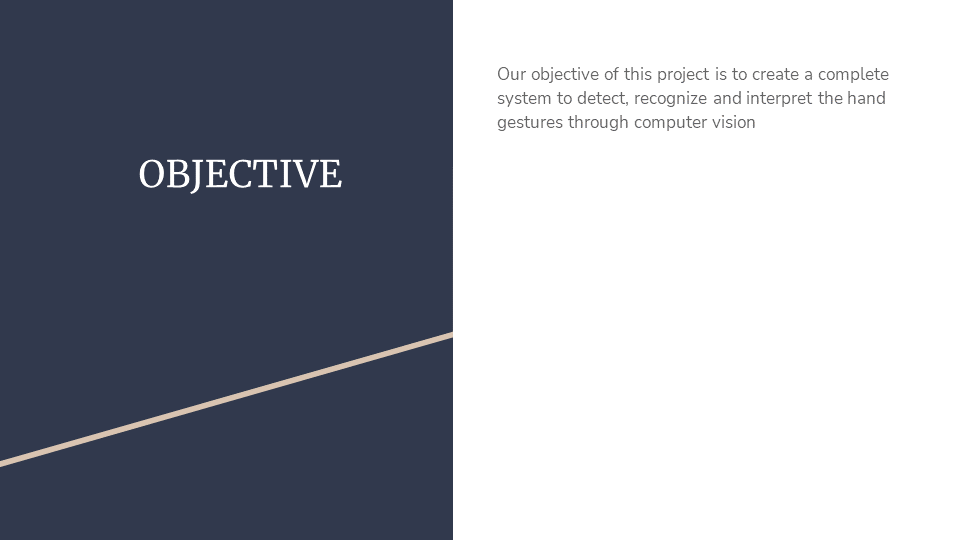 OBJECTIVE
Our objective of this project is to create a complete
system to detect, recognize and interpret the hand
gestures through computer vision